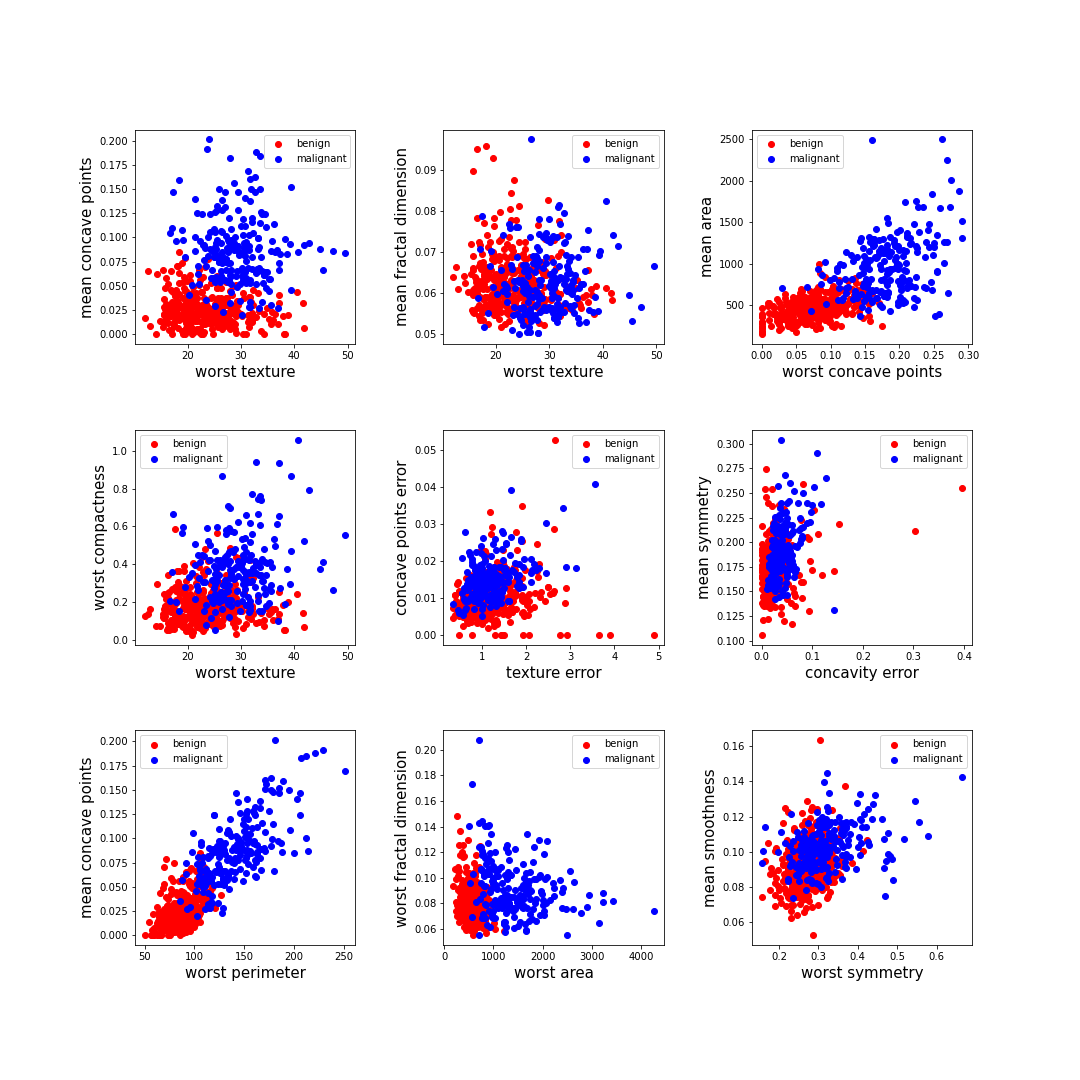 mean concave points
0.200
0.175
0.150
0.125
0.100
0.075
0.050
0.025
0.000
benign
malignant
20 30 40 50
worst texture
mean fractal dimension
0.09
0.08
0.07
0.06
0.05
benign
malignant
20 30 40 50
worst texture
mean area
2500
2000
1500
1000
500
benign
malignant
0.00 0.05 0.10 0.15 0.20 0.25 0.30
worst concave points
worst compactness
1.0
0.8
0.6
0.4
0.2
0.0
benign
malignant
20 30 40 50
worst texture
concave points error
0.05
0.04
0.03
0.02
0.01
0.00
benign
malignant
1 2 3 4 5
texture error
mean symmetry
0.300
0.275
0.250
0.225
0.200
0.175
0.150
0.125
0.100
benign
malignant
0.0 0.1 0.2 0.3 0.4
concavity error
mean concave points
0.200
0.175
0.150
0.125
0.100
0.075
0.050
0.025
0.000
benign
malignant
50 100 150 200 250
worst perimeter
worst fractal dimension
0.20
0.18
0.16
0.14
0.12
0.10
0.08
0.06
benign
malignant
0 1000 2000 3000 4000
worst area
mean smoothness
0.16
0.14
0.12
0.10
0.08
0.06
benign
malignant
0.2 0.3 0.4 0.5 0.6
worst symmetry